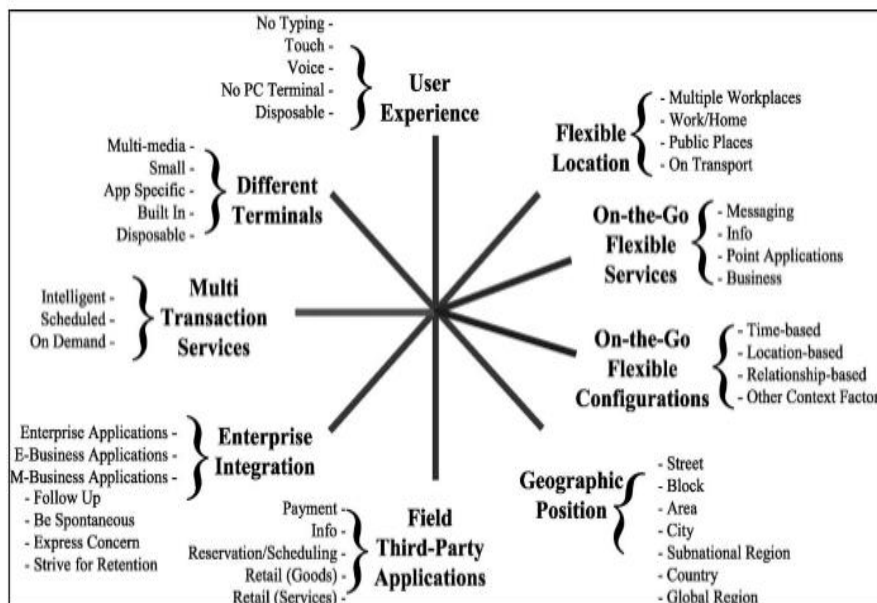 No Typing -
Touch -
Voice -
No PC Terminal -
Disposable -
User
Experience
Flexible
Location
- Multiple Workplaces
- Work/Home
- Public Places
- On Transport
Multi-media -
Small -
App Specific -
Built In -
Disposable -
Different
Terminals
On-the-Go
Flexible
Services
- Messaging
- Info
- Point Applications
- Business
Intelligent -
Scheduled -
On Demand -
Multi
Transaction
Services
On-the-Go
Flexible
Configurations
- Time-based
- Location-based
- Relationship-based
- Other Context Factor
Enterprise Applications -
E-Business Applications -
M-Business Applications -
- Follow Up
- Be Spontaneous
- Express Concern
- Strive for Retention
Enterprise
Integration
Payment -
Info -
Reservation/Scheduling -
Retail (Goods) -
Retail (Services) -
Field
Third-Party
Applications
Geographic
Position
- Street
- Block
- Area
- City
- Subnational Region
- Country
- Global Region